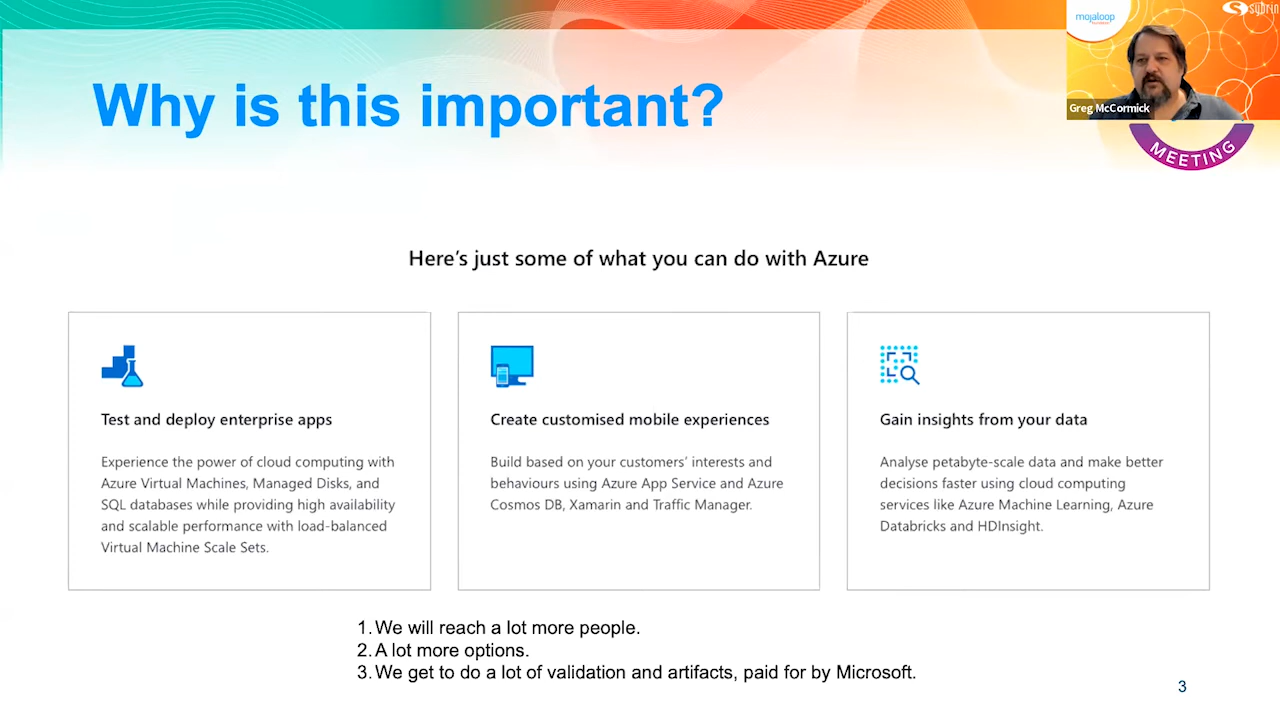 Why is this important?
mojaloop
sybrin
Greg McCormick
MEETING
Here's just some of what you can do with Azure
Test and deploy enterprise apps
Experience the power of cloud computing with
Azure Virtual Machines, Managed Disks, and
SQL databases while providing high availability
and scalable performance with load-balanced
Virtual Machine Scale Sets.
Create customised mobile experiences
Build based on your customers' interests and
behaviours using Azure App Service and Azure
Cosmos DB, Xamarin and Traffic Manager.
Gain insights from your data
Analyse petabyte-scale data and make better
decisions faster using cloud computing
services like Azure Machine Learning, Azure
Databricks and HDInsight.
1. We will reach a lot more people.
2. A lot more options.
3. We get to do a lot of validation and artifacts, paid for by Microsoft.
3